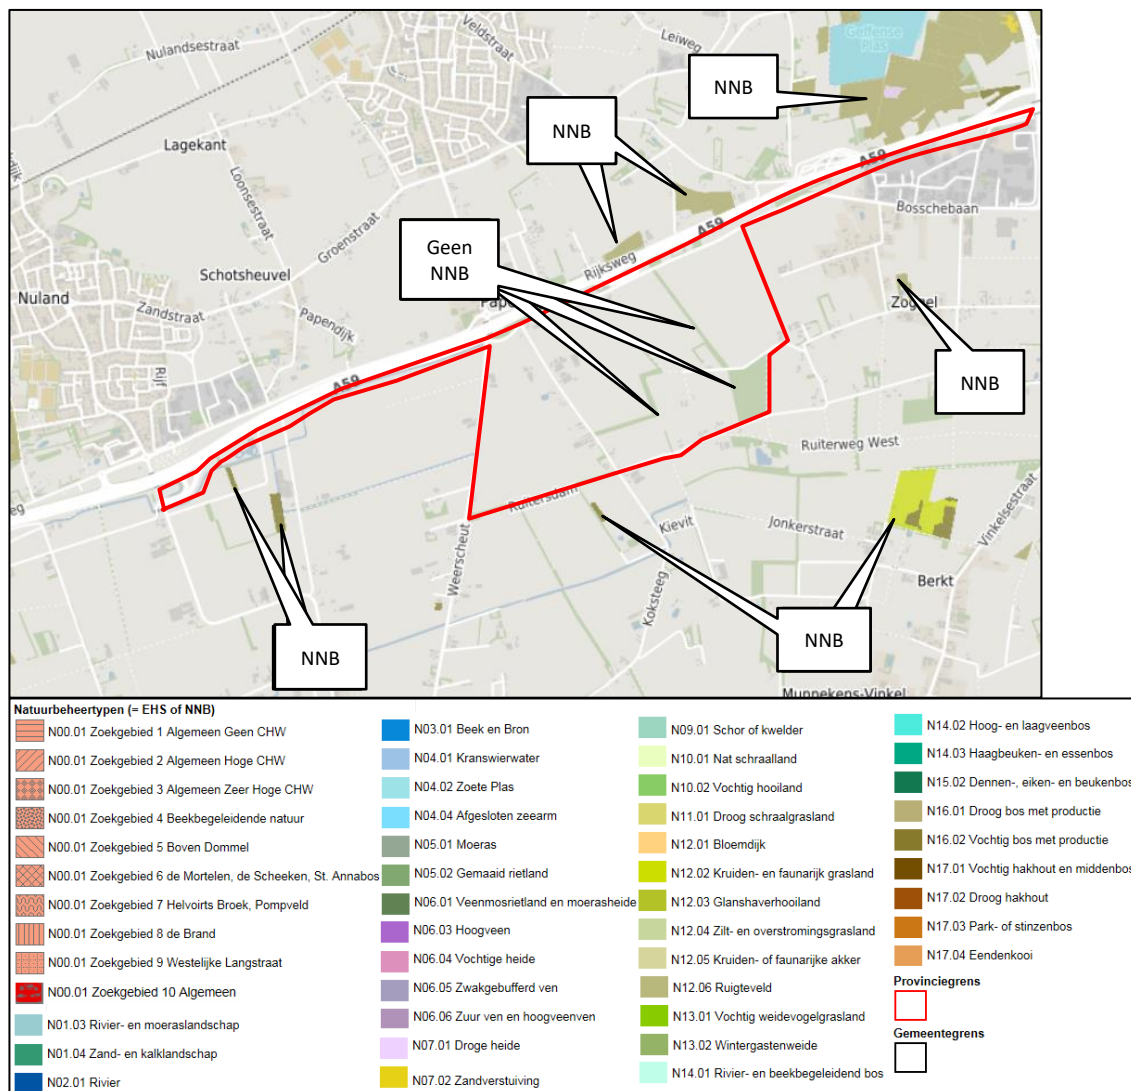 Nulandsestraat
Veldstraat
Leiweg
Geffense
Plas
NNB
NNB
Lagekant
A59
Loonsestraat
Bosschebaan
Groenstraat
Geen
NNB
A59
Rijksweg
Schotsheuvel
Nuland
Zandstraat
Papendijk
Zoggel
Rijf
A59
NNB
Ruiterweg West
Ruitersdam
Kievit
Jonkerstraat
Vinkelsestraat
Weerscheut
Koksteeg
Berkt
NNB
NNB
Munnekens-Vinkel
Natuurbeheertypen (= EHS of NNB)
N00.01 Zoekgebied 1 Algemeen Geen CHW
N00.01 Zoekgebied 2 Algemeen Hoge CHW
N00.01 Zoekgebied 3 Algemeen Zeer Hoge CHW
N00.01 Zoekgebied 4 Beekbegeleidende natuur
N00.01 Zoekgebied 5 Boven Dommel
N00.01 Zoekgebied 6 de Mortelen, de Scheeken, St. Annabos
N00.01 Zoekgebied 7 Helvoirts Broek, Pompveld
N00.01 Zoekgebied 8 de Brand
N00.01 Zoekgebied 9 Westelijke Langstraat
N00.01 Zoekgebied 10 Algemeen
N01.03 Rivier- en moeraslandschap
N01.04 Zand- en kalklandschap
N02.01 Rivier
N03.01 Beek en Bron
N04.01 Kranswierwater
N04.02 Zoete Plas
N04.04 Afgesloten zeearm
N05.01 Moeras
N05.02 Gemaaid rietland
N06.01 Veenmosrietland en moerasheide
N06.03 Hoogveen
N06.04 Vochtige heide
N06.05 Zwakgebufferd ven
N06.06 Zuur ven en hoogveenven
N07.01 Droge heide
N07.02 Zandverstuiving
N09.01 Schor of kwelder
N10.01 Nat schraalland
N10.02 Vochtig hooiland
N11.01 Droog schraalgrasland
N12.01 Bloemdijk
N12.02 Kruiden- en faunarijk grasland
N12.03 Glanshaverhooiland
N12.04 Zilt- en overstromingsgrasland
N12.05 Kruiden- of faunarijke akker
N12.06 Ruigteveld
N13.01 Vochtig weidevogelgrasland
N13.02 Wintergastenweide
N14.01 Rivier- en beekbegeleidend bos
N14.02 Hoog- en laagveenbos
N14.03 Haagbeuken- en essenbos
N15.02 Dennen-, eiken- en beukenbos
N16.01 Droog bos met productie
N16.02 Vochtig bos met productie
N17.01 Vochtig hakhout en middenbos
N17.02 Droog hakhout
N17.03 Park- of stinzenbos
N17.04 Eendenkooi
Provinciegrens
Gemeentegrens